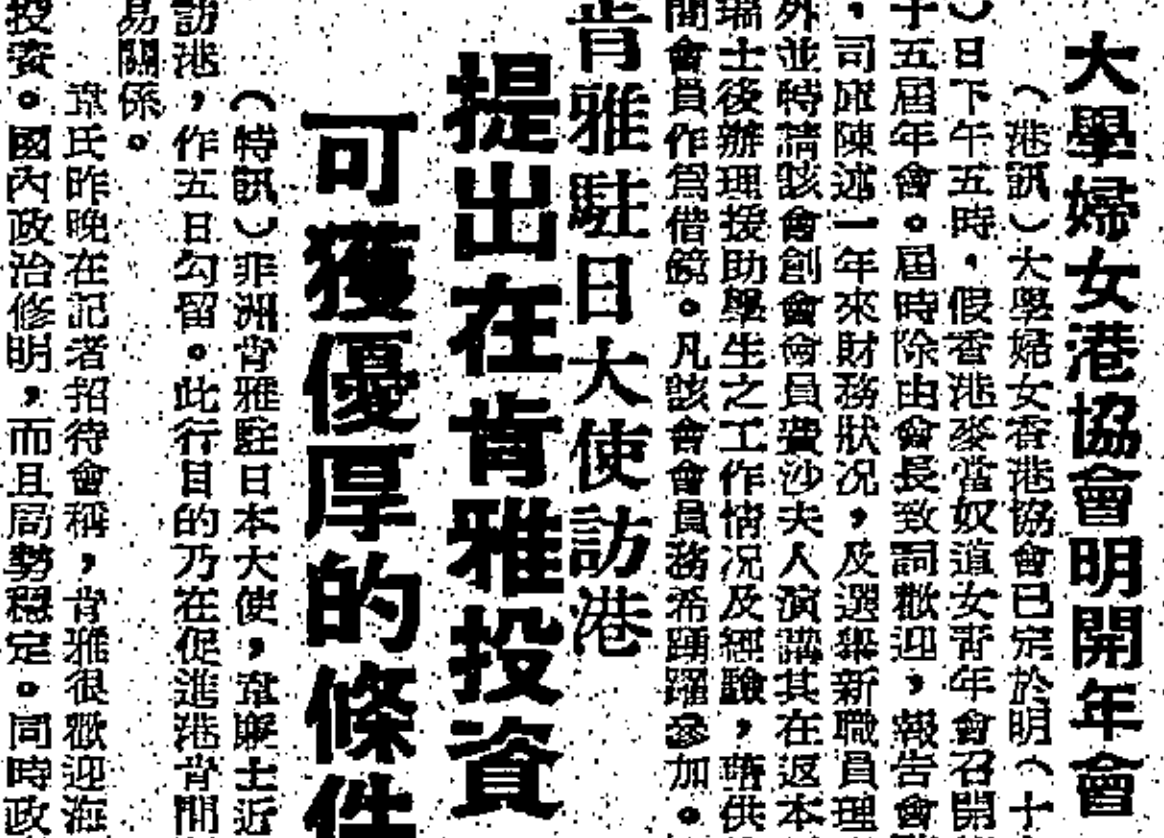 大學婦女港協會明開年會
（港訊）大學婦女香港協會已定於明（十
）日下午五時，假香港麥當奴道女青年會召開
十五屆年會。屆時除由會長致詞歡迎，報告會
，司庫陳述一年來財務狀况，及選舉新職員理
外並特請該會創會會員費沙夫人演講其在返本
瑞士後辦理援助學生之工作情况及經驗，藉供
間會員作爲借鏡。凡該會會員務希踴躍參加。
肯雅駐日大使訪港
提出在肯雅投資
可獲優厚的條件
（特訊）非洲肯雅駐日本大使，韋 士近
訪港，作五日勾留。此行目的乃在促進港肯間
易關係。
韋氏昨晚在記者招待會稱，肯雅很歡迎海
投資。國內政治修明，而且局勢穩定。同時政